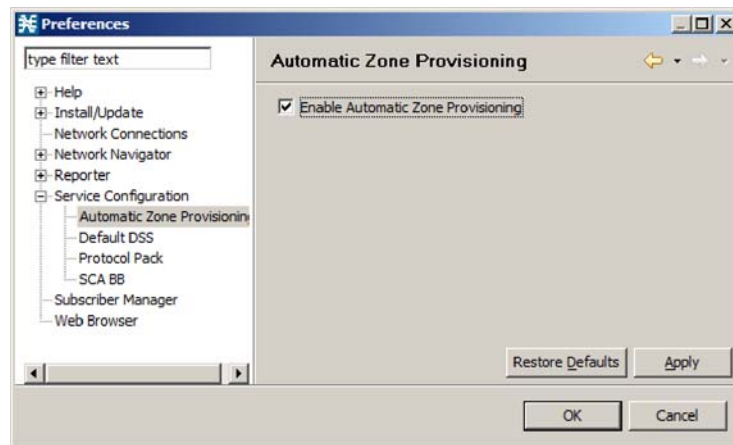 Preferences
type filter text
Help
Install/Update
Network Connections
Network Navigator
Reporter
Service Configuration
Automatic Zone Provisionin
Default DSS
Protocol Pack
SCA BB
Subscriber Manager
Web Browser
Automatic Zone Provisioning
Enable Automatic Zone Provisioning
Restore Defaults
Apply
OK
Cancel